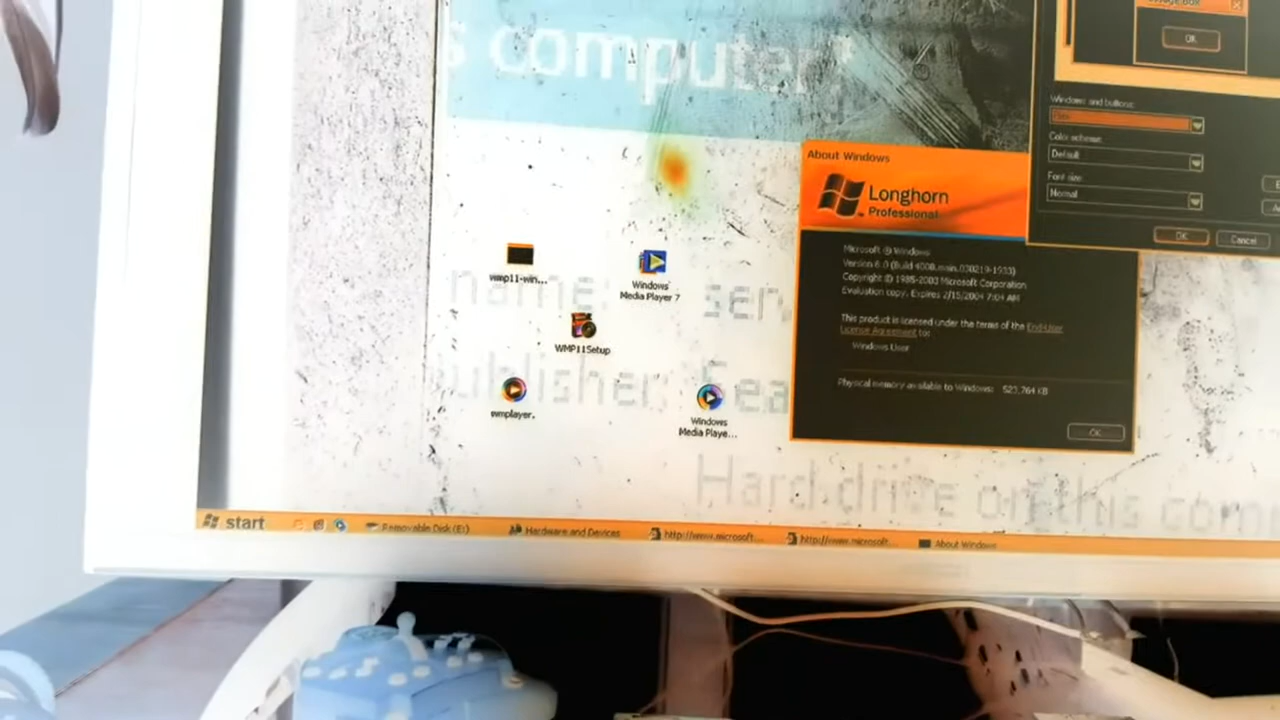 s computer?
OK
Windows and buttons:
Color scheme:
Default
Font size:
Normal
OK
Cancel
About Windows
Longhorn
Professional
Microsoft ® Windows
Version 6.0 (Build 4008.main.030219-1933)
Copyright © 1985-2003 Microsoft Corporation
Evaluation copy. Expires 2/15/2004 7:04 AM
This product is licensed under the terms of the End-User
License Agreement to:
Windows User
Physical memory available to Windows: 523,764 KB
OK
wmp11-win...
Windows
Media Player 7
WMP11Setup
wmplayer.
Windows
Media Playe...
name:
ublisher:
Hard drive on this com
start
Removable Disk (E:)
Hardware and Devices
http://www.microsoft...
http://www.microsoft...
About Windows